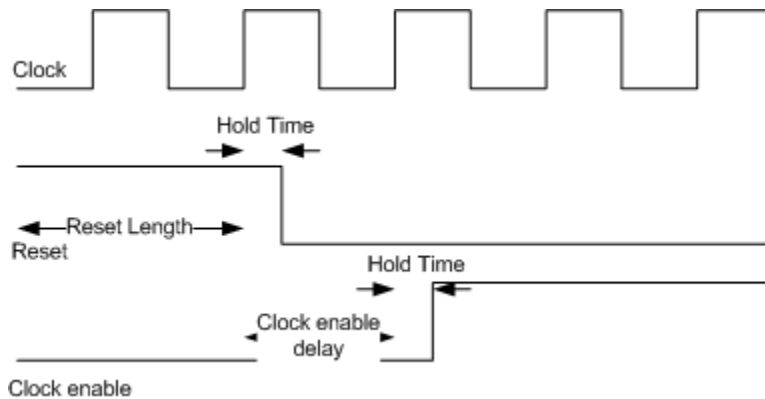 Clock
Hold Time
Reset Length
Reset
Hold Time
Clock enable
delay
Clock enable